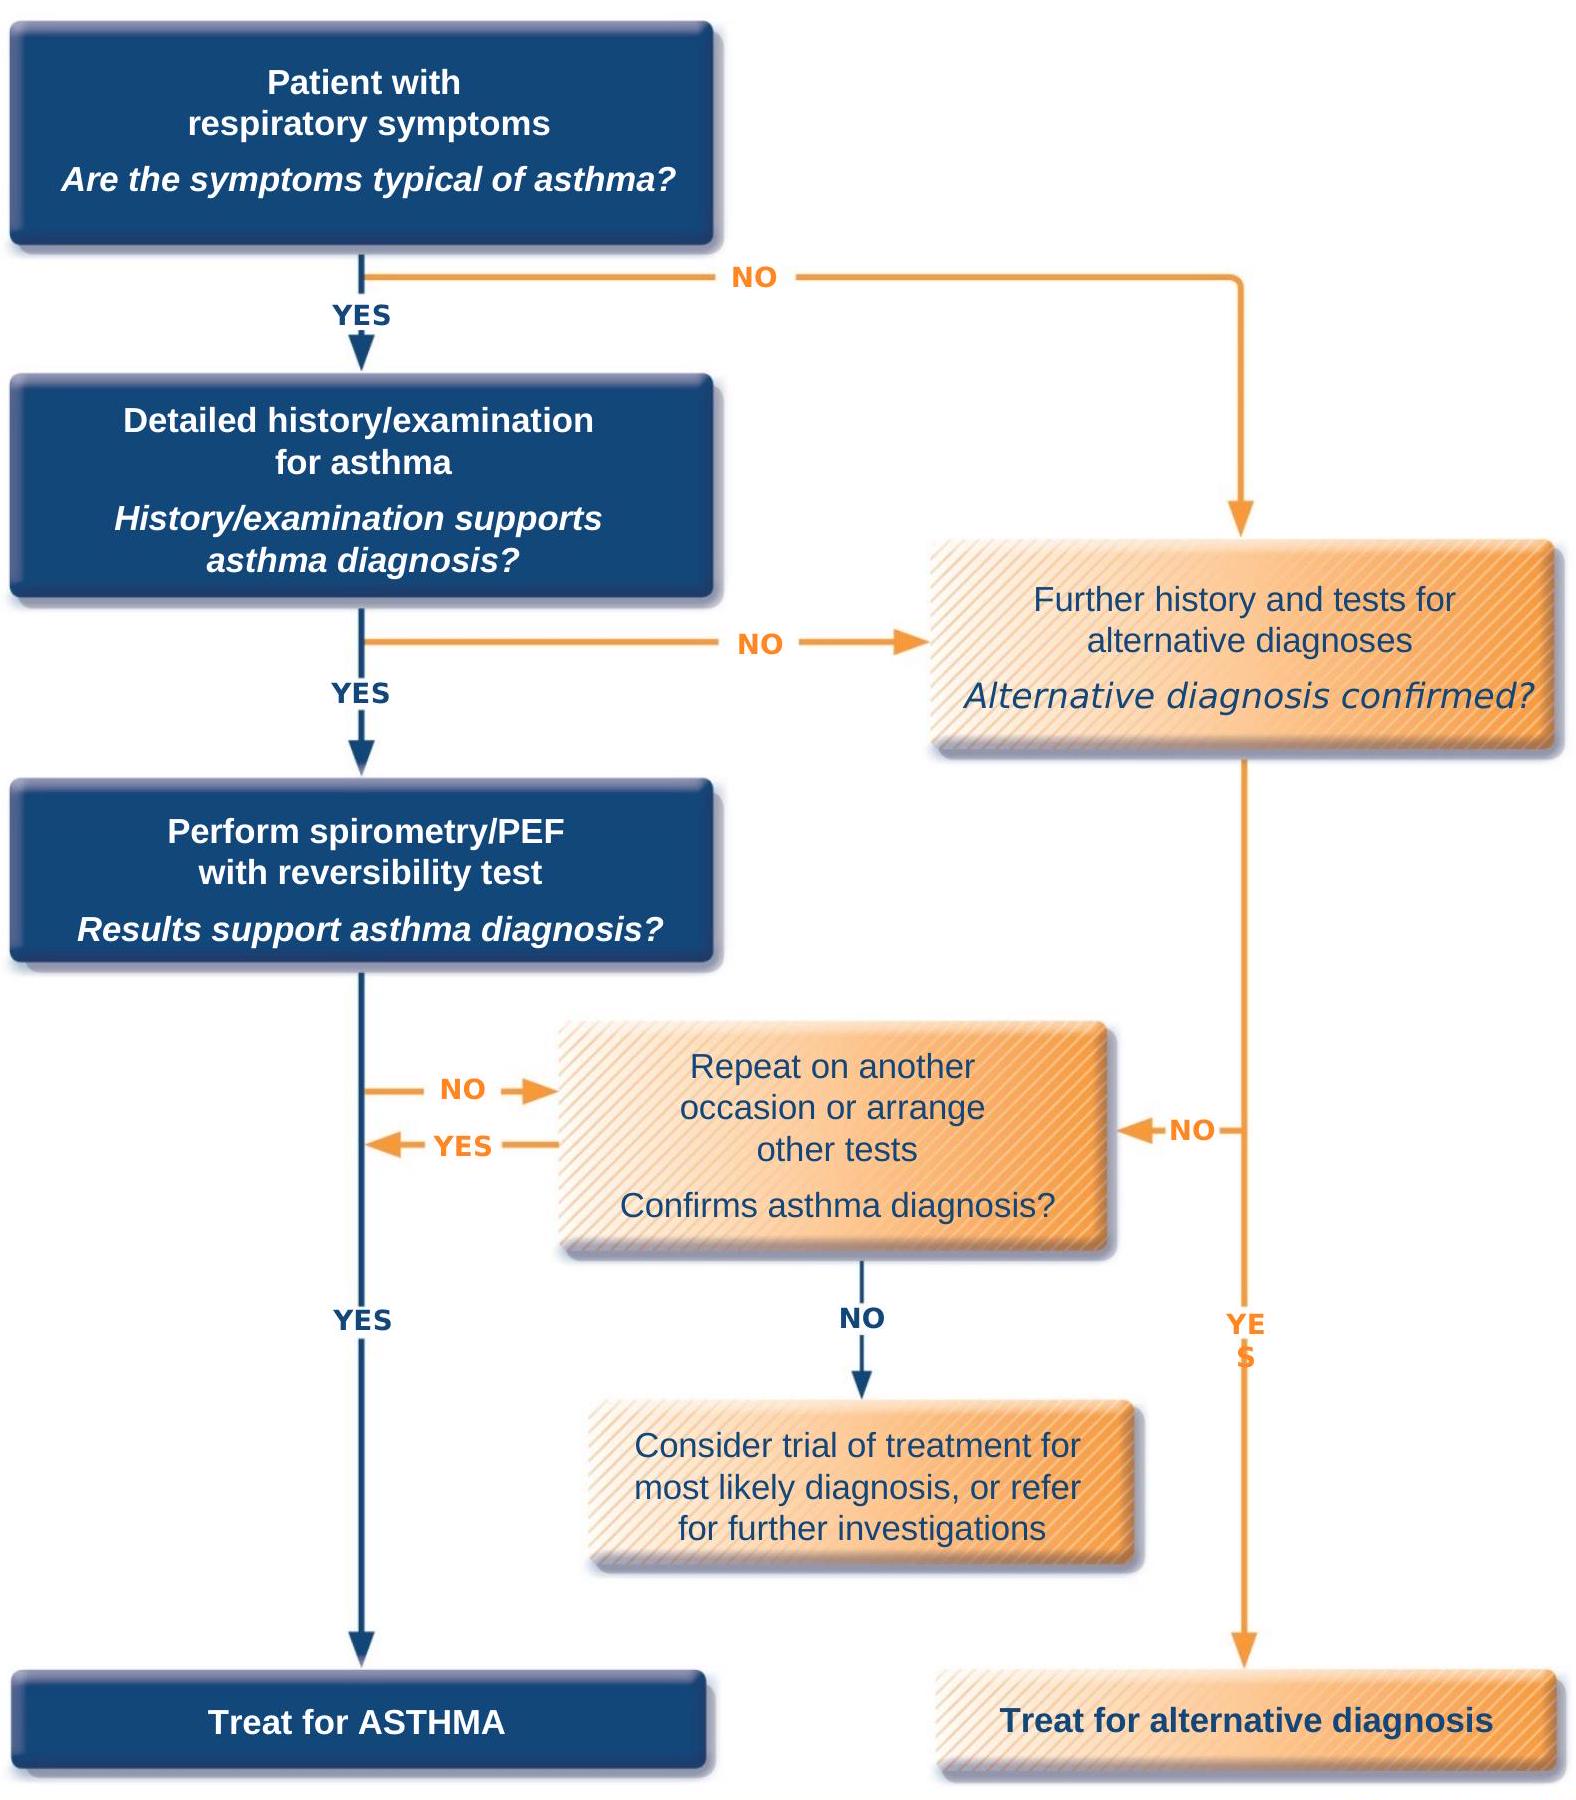 Patient with
respiratory symptoms
Are the symptoms typical of asthma?
NO
YES
Detailed history/examination
for asthma
History/examination supports
asthma diagnosis?
Further history and tests for
alternative diagnoses
Alternative diagnosis confirmed?
NO
YES
Perform spirometry/PEF
with reversibility test
Results support asthma diagnosis?
Repeat on another
occasion or arrange
other tests
Confirms asthma diagnosis?
NO
YES
NO
YES
NO
YE
S
Consider trial of treatment for
most likely diagnosis, or refer
for further investigations
Treat for ASTHMA
Treat for alternative diagnosis